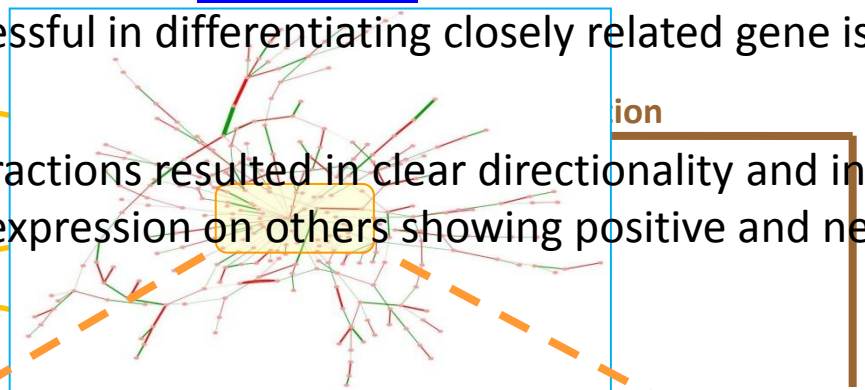 essful in differentiating closely related gene is
tion
ractions resulted in clear directionality and in
expression on others showing positive and ne